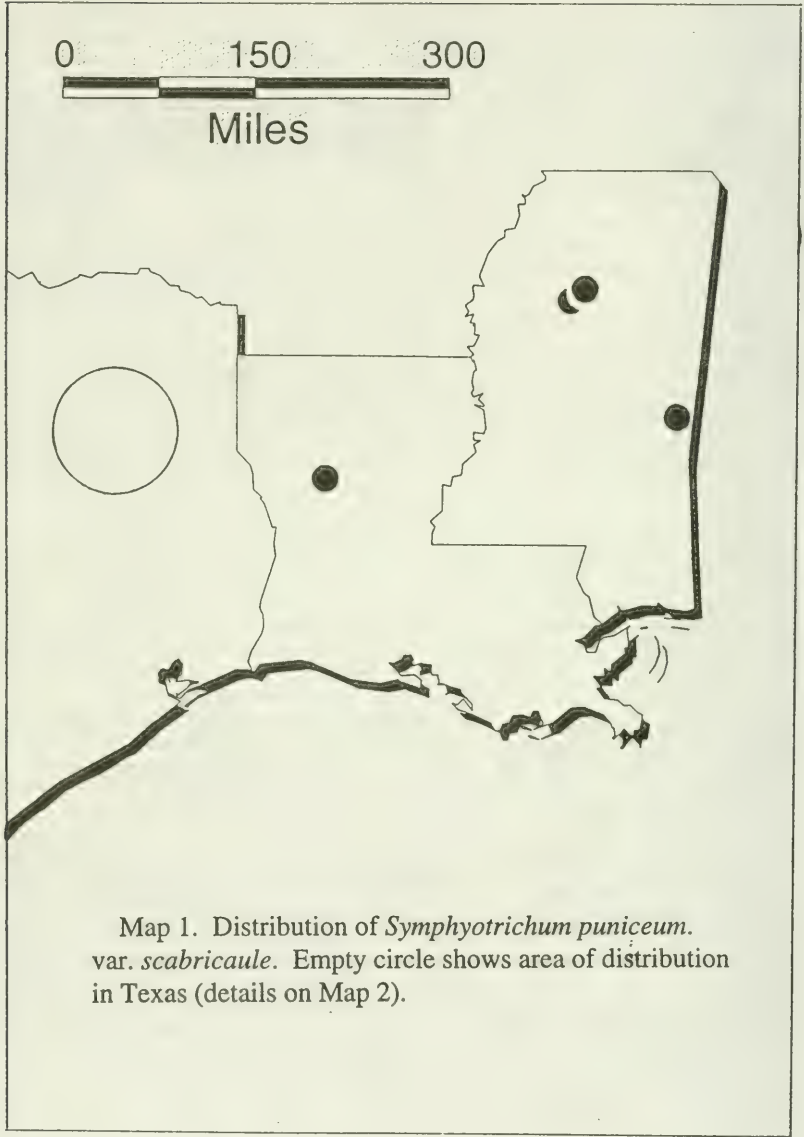 0 150 300
Miles
Map 1. Distribution of Symphyotrichum puniceum.
var. scabricaule. Empty circle shows area of distribution
in Texas (details on Map 2).